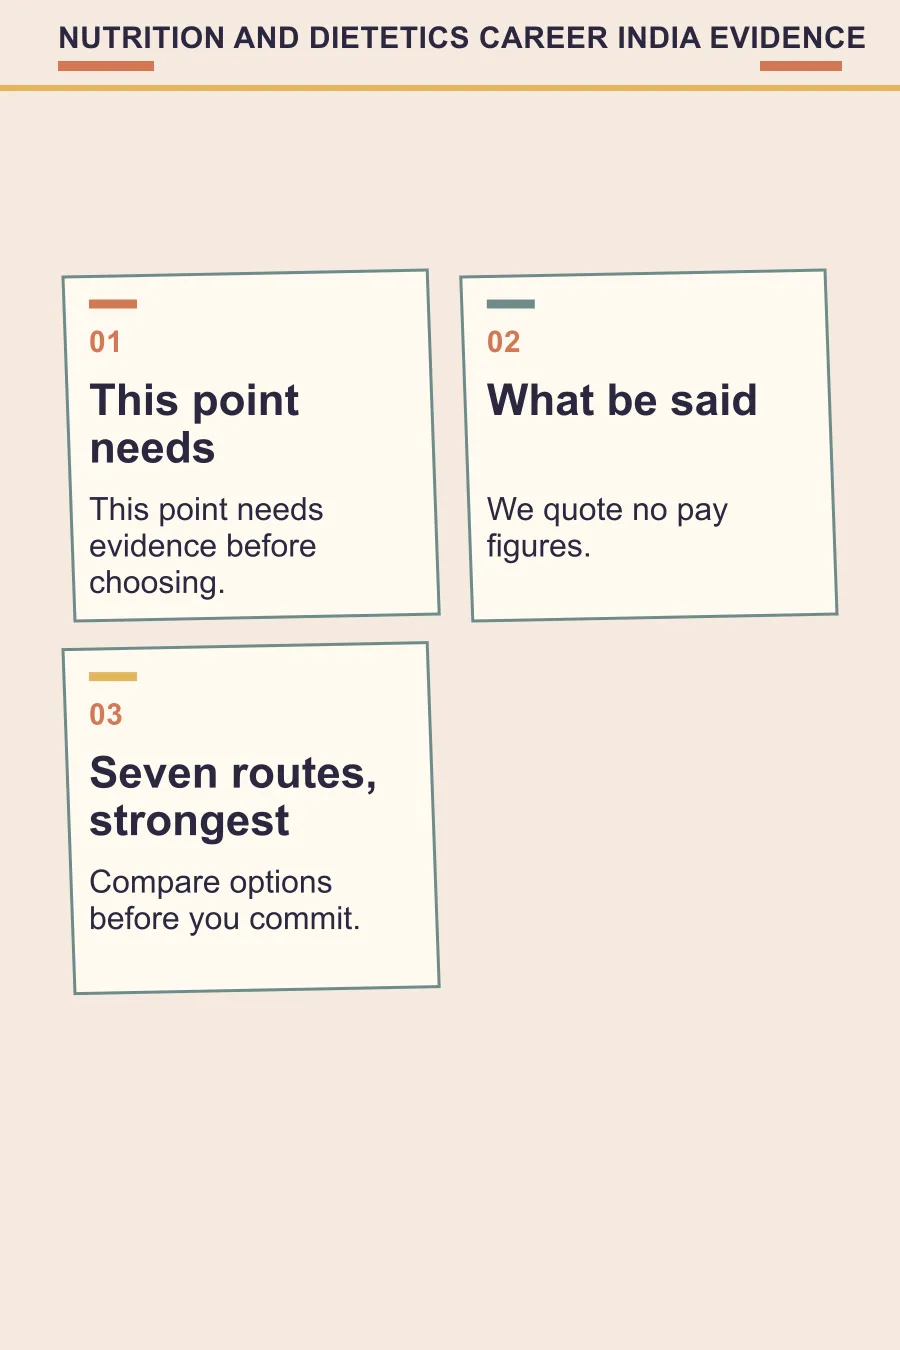 NUTRITION AND DIETETICS CAREER INDIA EVIDENCE
01
This point
needs
This point needs
evidence before
choosing.
02
What be said
We quote no pay
figures.
03
Seven routes,
strongest
Compare options
before you commit.